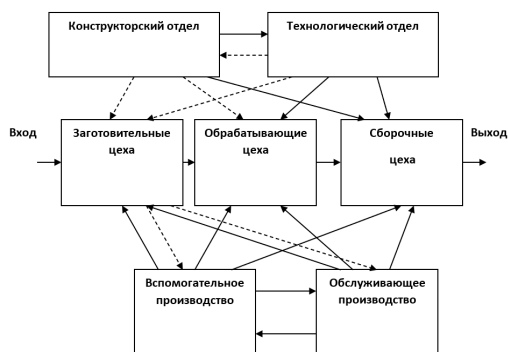 Конструкторский отдел
Технологический отдел
Вход
Заготовительные
цеха
Обрабатывающие
цеха
Сборочные
цеха
Выход
Вспомогательное
производство
Обслуживающее
производство